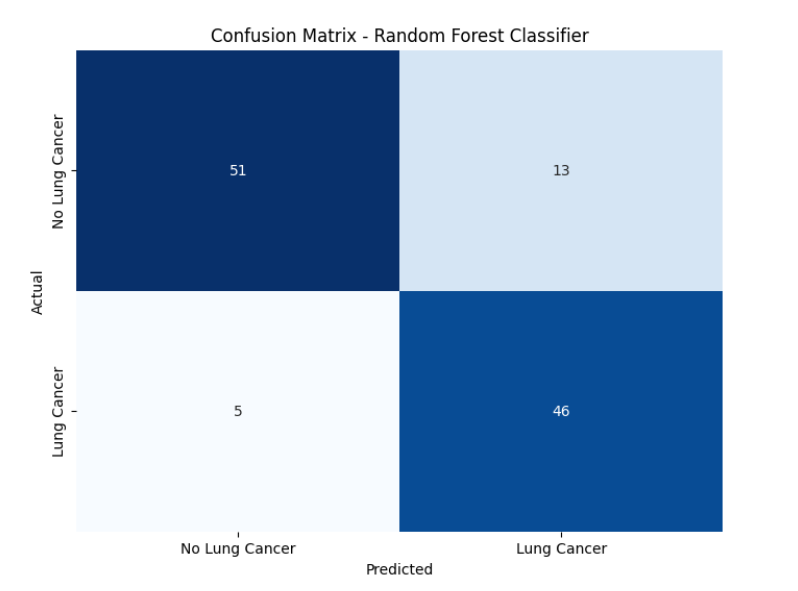 Confusion Matrix - Random Forest Classifier
Actual
No Lung Cancer
51
13
Lung Cancer
5
46
No Lung Cancer
Lung Cancer
Predicted